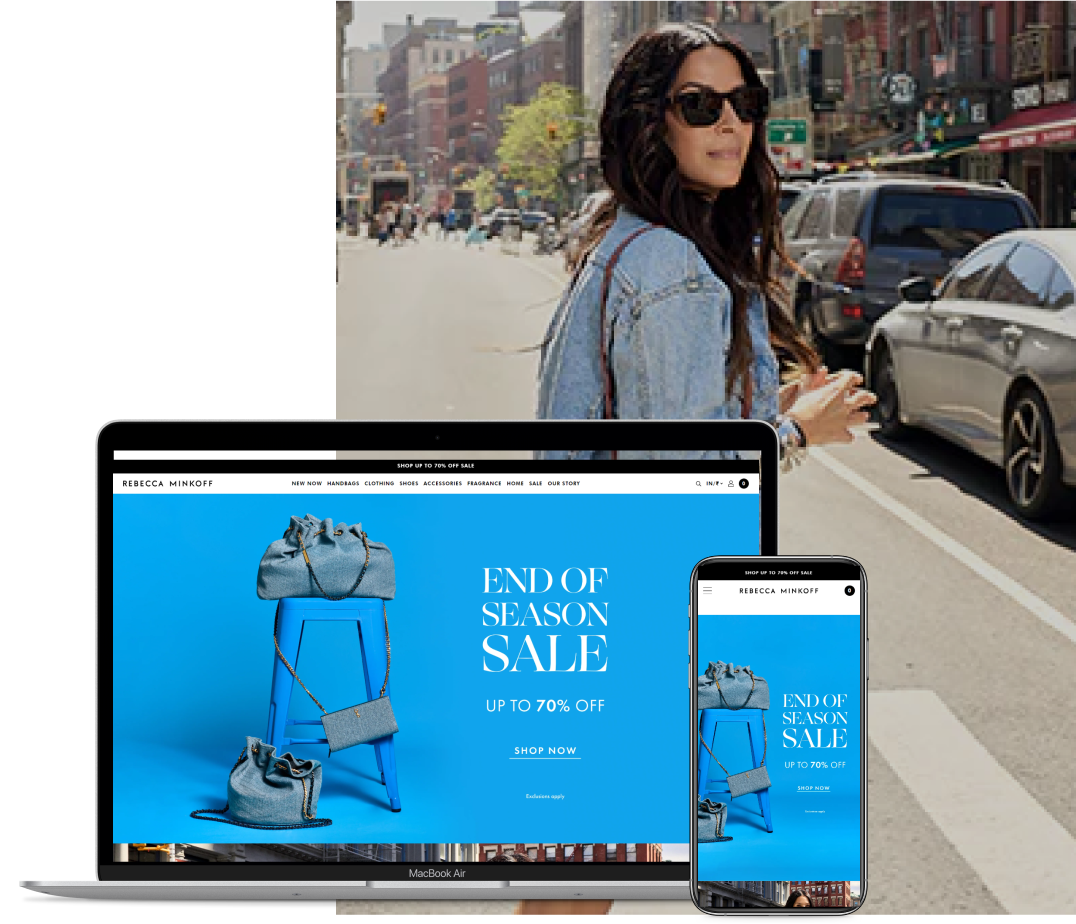 SOHO
SHOP UP TO 70% OFF SALE
REBECCA MINKOFF
NEW NOW HANDBAGS CLOTHING SHOES ACCESSORIES FRAGRANCE HOME SALE OUR STORY
IN/₹
0
END OF
SEASON
SALE
UP TO 70% OFF
SHOP NOW
Exclusions apply
MacBook Air
SHOP UP TO 70% OFF SALE
REBECCA MINKOFF
0
END OF
SEASON
SALE
UP TO 70% OFF
SHOP NOW
Exclusions apply